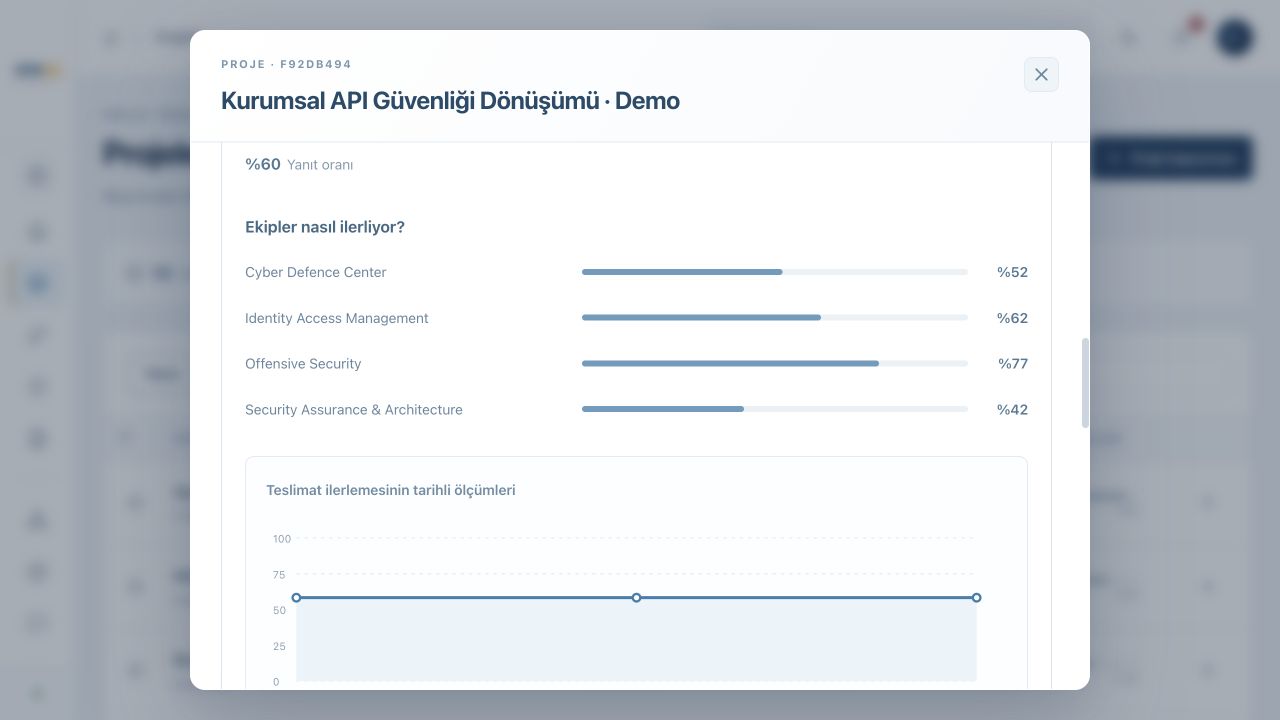 PROJE · F92DB494
Kurumsal API Güvenliği Dönüşümü · Demo
%60 Yanıt oranı
Ekipler nasıl ilerliyor?
Cyber Defence Center %52
Identity Access Management %62
Offensive Security %77
Security Assurance & Architecture %42
Teslimat ilerlemesinin tarihli ölçümleri
100
75
50
25
0